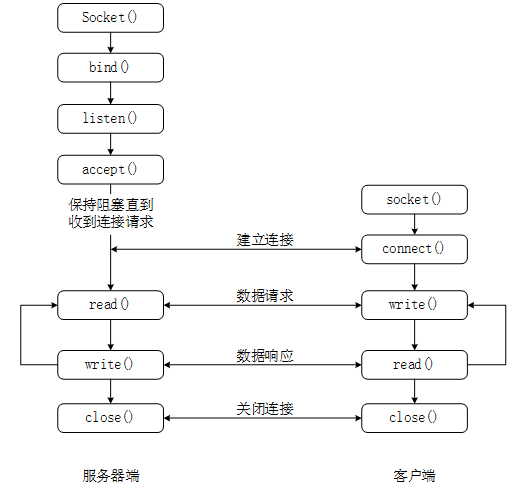 Socket()
bind()
listen()
accept()
保持阻塞直到
收到连接请求
socket()
建立连接
connect()
read()
数据请求
write()
write()
数据响应
read()
close()
关闭连接
close()
服务器端
客户端